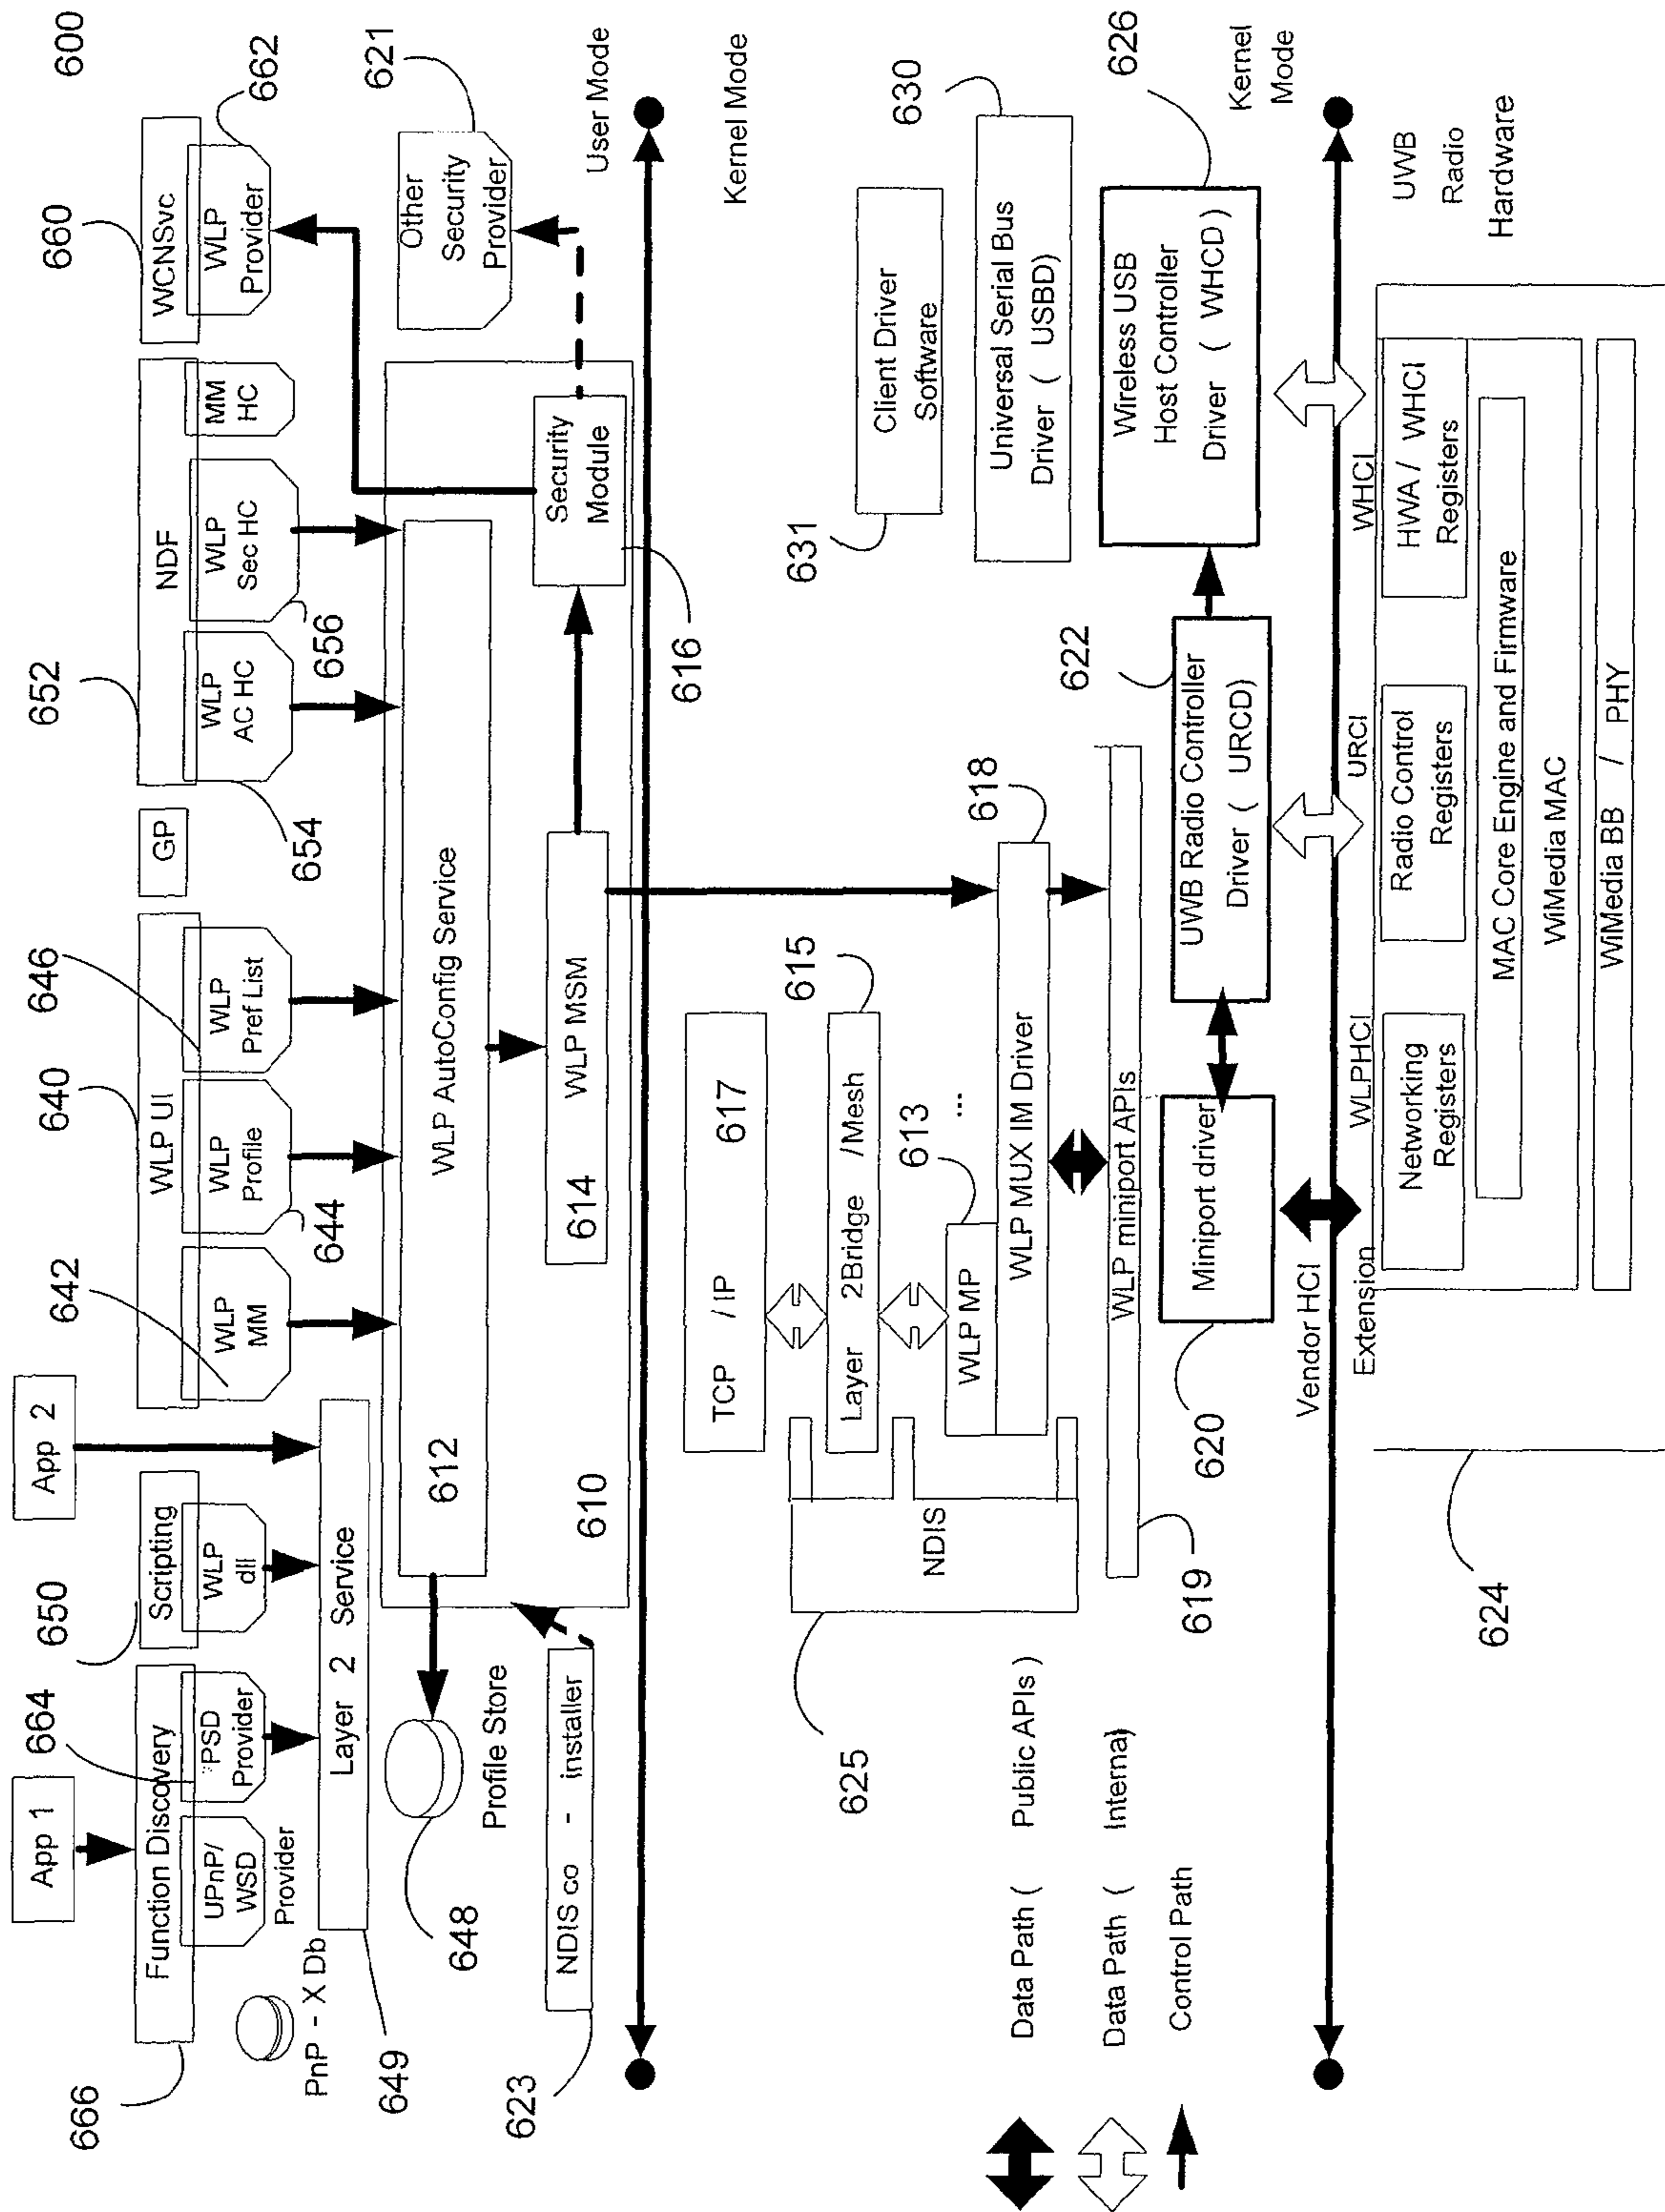 600
App 1
App 2
666
664
650
642
640
646
652
660
Function Discovery
UPnP/
WSD
Provider
PSD
Provider
Scripting
WLP
dll
WLP UI
WLP
MM
WLP
Profile
WLP
Pref List
GP
NDF
WLP
AC HC
WLP
Sec HC
MM
HC
WCNSvc
WLP
Provider
662
PnP - X Db
Layer 2 Service
649
644
654
656
621
Other
Security
Provider
612
WLP AutoConfig Service
648
Profile Store
610
614
WLP MSM
Security
Module
616
623
NDIS co - installer
User Mode
Kernel Mode
TCP / IP
617
Layer 2Bridge /Mesh
615
613
...
WLP MP
WLP MUX IM Driver
618
NDIS
625
WLP miniport APIs
619
631
Client Driver
Software
630
Universal Serial Bus
Driver ( USBD)
Miniport driver
620
622
UWB Radio Controller
Driver ( URCD)
Wireless USB
Host Controller
Driver ( WHCD)
626
Data Path ( Public APIs )
Data Path ( Internal)
Control Path
Kernel
Mode
Vendor HCI
Extension
WLPHCI
URCI
WHCI
UWB
Radio
Hardware
624
Networking
Registers
Radio Control
Registers
HWA / WHCI
Registers
MAC Core Engine and Firmware
WiMedia MAC
WiMedia BB / PHY